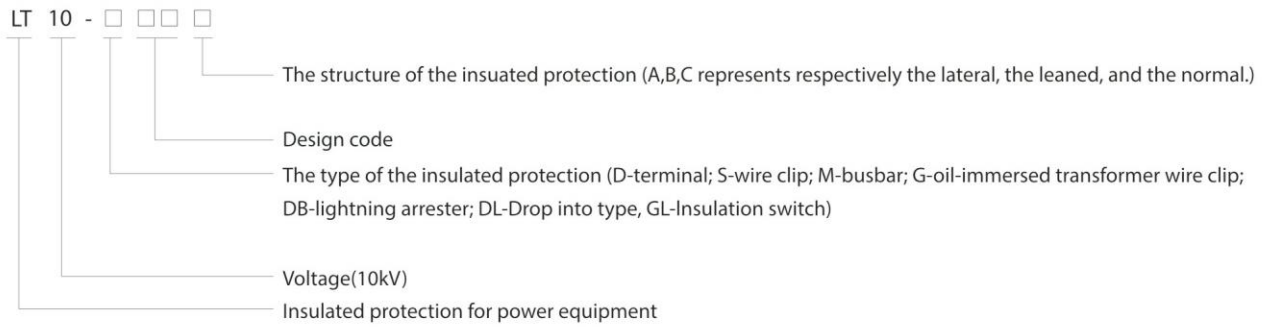 LT 10 - □ □□ □
The structure of the insuated protection (A,B,C represents respectively the lateral, the leaned, and the normal.)
Design code
The type of the insulated protection (D-terminal; S-wire clip; M-busbar; G-oil-immersed transformer wire clip;
DB-lightning arrester; DL-Drop into type, GL-Insulation switch)
Voltage(10kV)
Insulated protection for power equipment